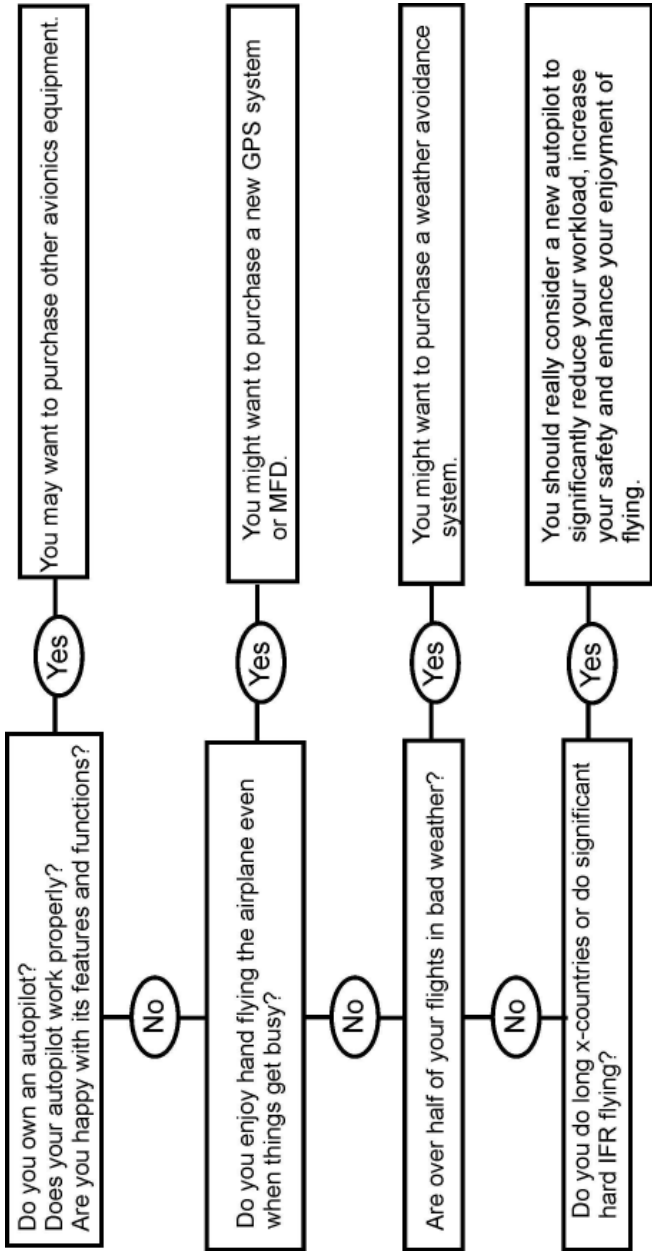 Do you own an autopilot?
Does your autopilot work properly?
Are you happy with its features and functions?
Yes
You may want to purchase other avionics equipment.
No
Do you enjoy hand flying the airplane even
when things get busy?
Yes
You might want to purchase a new GPS system
or MFD.
No
Are over half of your flights in bad weather?
Yes
You might want to purchase a weather avoidance
system.
No
Do you do long x-countries or do significant
hard IFR flying?
Yes
You should really consider a new autopilot to
significantly reduce your workload, increase
your safety and enhance your enjoyment of
flying.